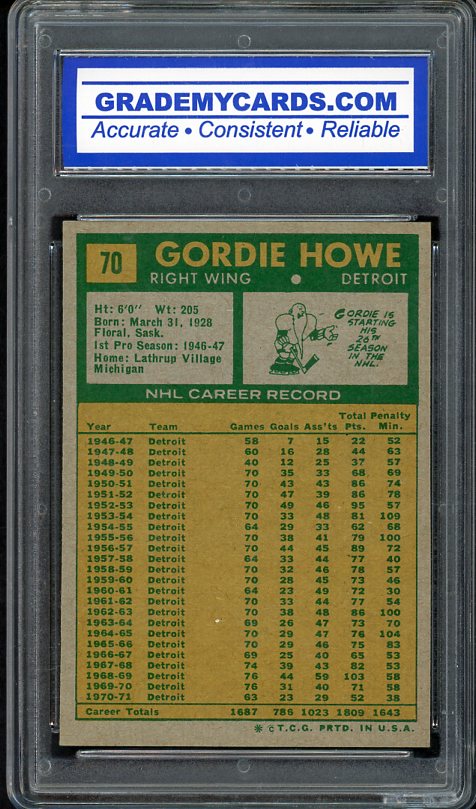 GRADEMYCARDS.COM
Accurate • Consistent • Reliable
70 GORDIE HOWE
RIGHT WING • DETROIT
Ht: 6'0" Wt: 205
Born: March 31, 1928
Floral, Sask.
1st Pro Season: 1946-47
Home: Lathrup Village
Michigan
GORDIE IS
STARTING
HIS
26TH
SEASON
IN THE
NHL.
NHL CAREER RECORD
Total Penalty
Year Team Games Goals Ass'ts Pts. Min.
1946-47 Detroit 58 7 15 22 52
1947-48 Detroit 60 16 28 44 63
1948-49 Detroit 40 12 25 37 57
1949-50 Detroit 70 35 33 68 69
1950-51 Detroit 70 43 43 86 74
1951-52 Detroit 70 47 39 86 78
1952-53 Detroit 70 49 46 95 57
1953-54 Detroit 70 33 48 81 109
1954-55 Detroit 64 29 33 62 68
1955-56 Detroit 70 38 41 79 100
1956-57 Detroit 70 44 45 89 72
1957-58 Detroit 64 33 44 77 40
1958-59 Detroit 70 32 46 78 57
1959-60 Detroit 70 28 45 73 46
1960-61 Detroit 64 23 49 72 30
1961-62 Detroit 70 33 44 77 54
1962-63 Detroit 70 38 48 86 100
1963-64 Detroit 69 26 47 73 70
1964-65 Detroit 70 29 47 76 104
1965-66 Detroit 70 29 46 75 83
1966-67 Detroit 69 25 40 65 53
1967-68 Detroit 74 39 43 82 53
1968-69 Detroit 76 44 59 103 58
1969-70 Detroit 76 31 40 71 58
1970-71 Detroit 63 23 29 52 38
Career Totals 1687 786 1023 1809 1643
* © T.C.G. PRTD. IN U.S.A.